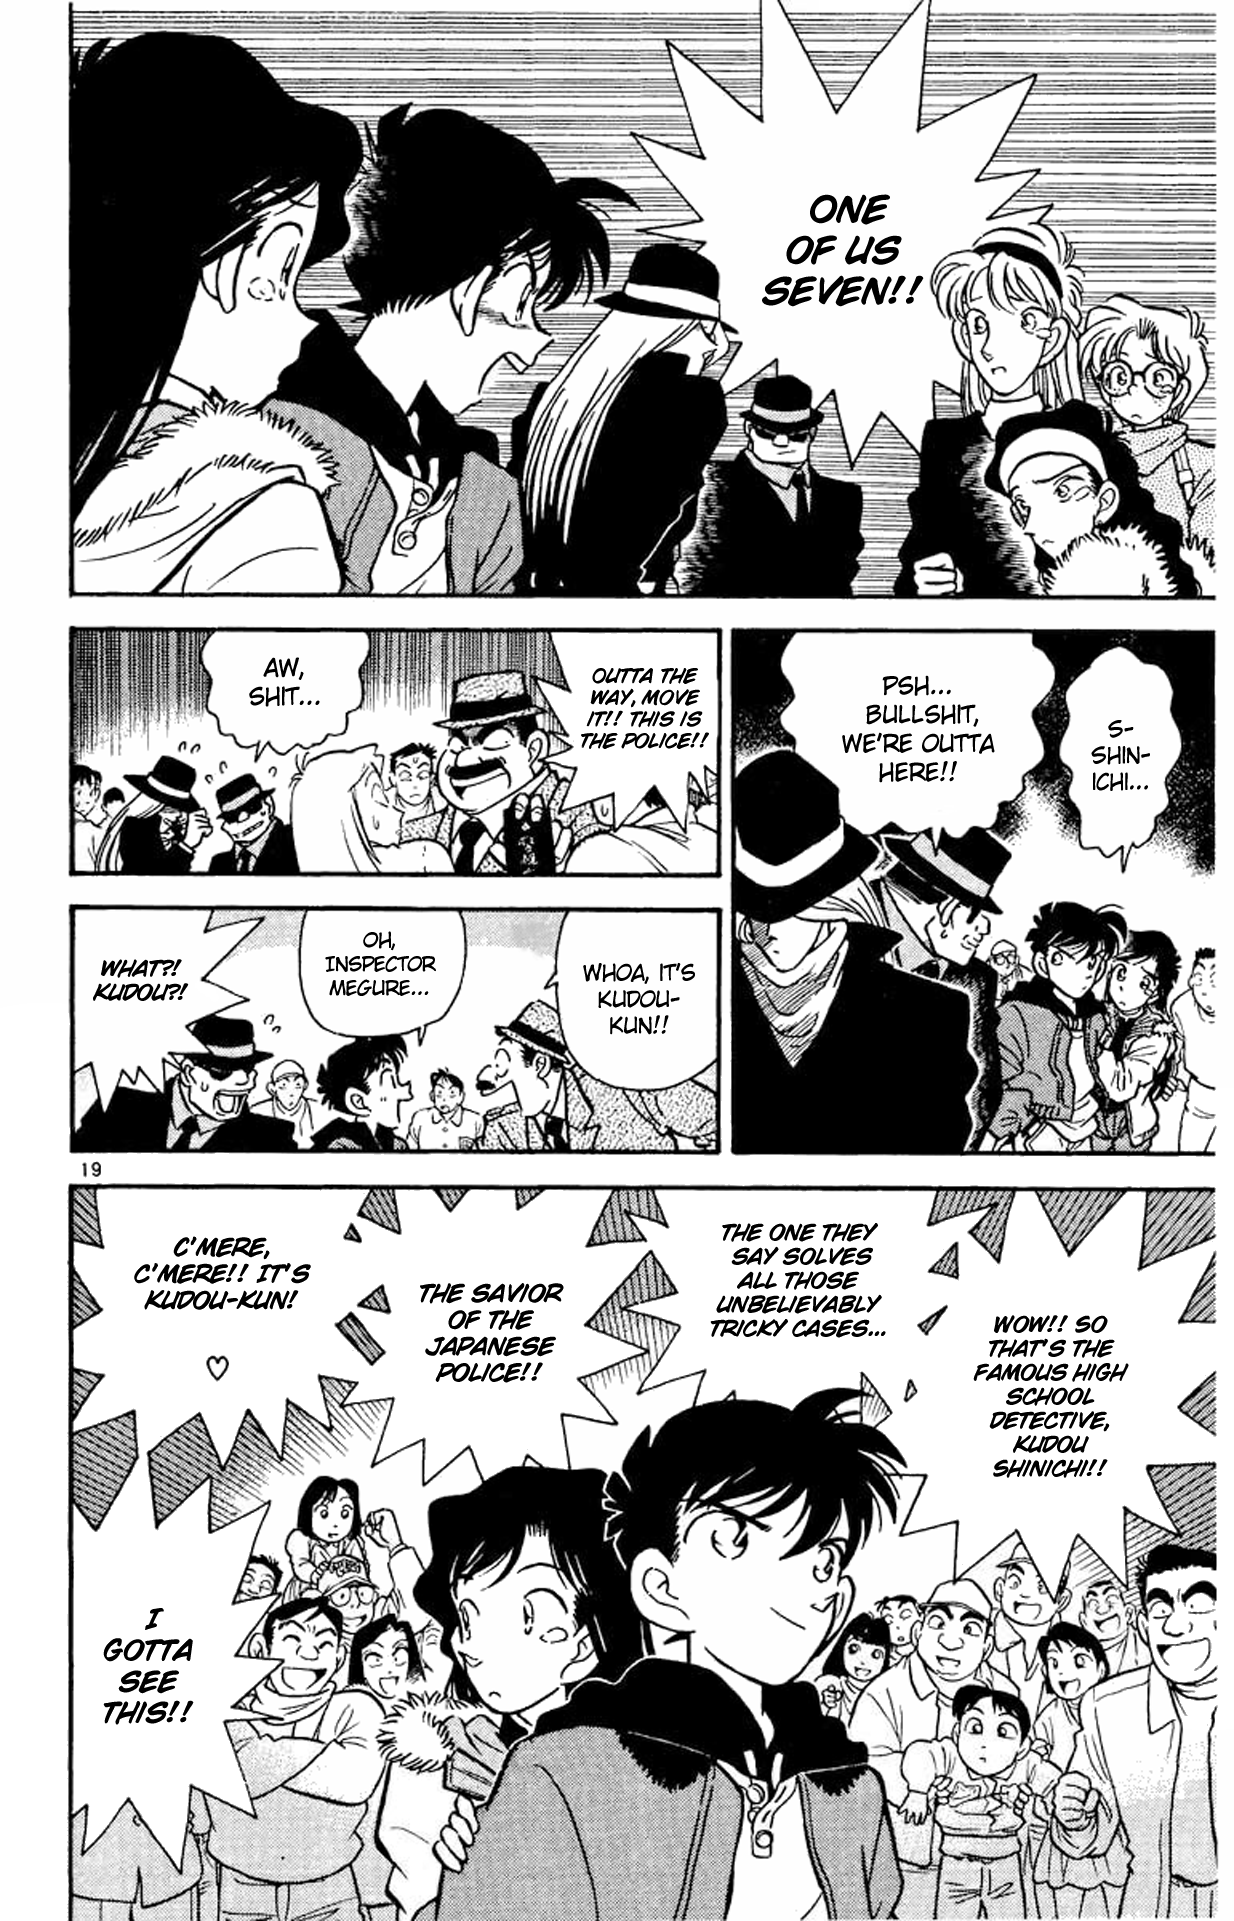 ONE
OF US
SEVEN!!
S-
SHIN-
ICHI...
PSH...
BULLSHIT,
WE'RE OUTTA
HERE!!
OUTTA THE
WAY, MOVE
IT!! THIS IS
THE POLICE!!
AW,
SHIT...
WHOA, IT'S
KUDOU-
KUN!!
OH,
INSPECTOR
MEGURE...
WHAT?!
KUDOU?!
19
WOW!! SO
THAT'S THE
FAMOUS HIGH
SCHOOL
DETECTIVE,
KUDOU
SHINICHI!!
THE ONE THEY
SAY SOLVES
ALL THOSE
UNBELIEVABLY
TRICKY CASES...
THE SAVIOR
OF THE
JAPANESE
POLICE!!
C'MERE,
C'MERE!! IT'S
KUDOU-KUN!
♡
I
GOTTA
SEE
THIS!!